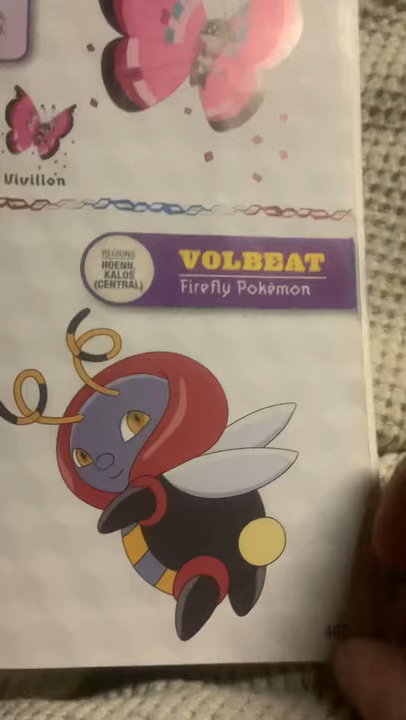 Vivillon
REGIONS
HOENN,
KALOS
(CENTRAL)
VOLBEAT
Firefly Pokémon